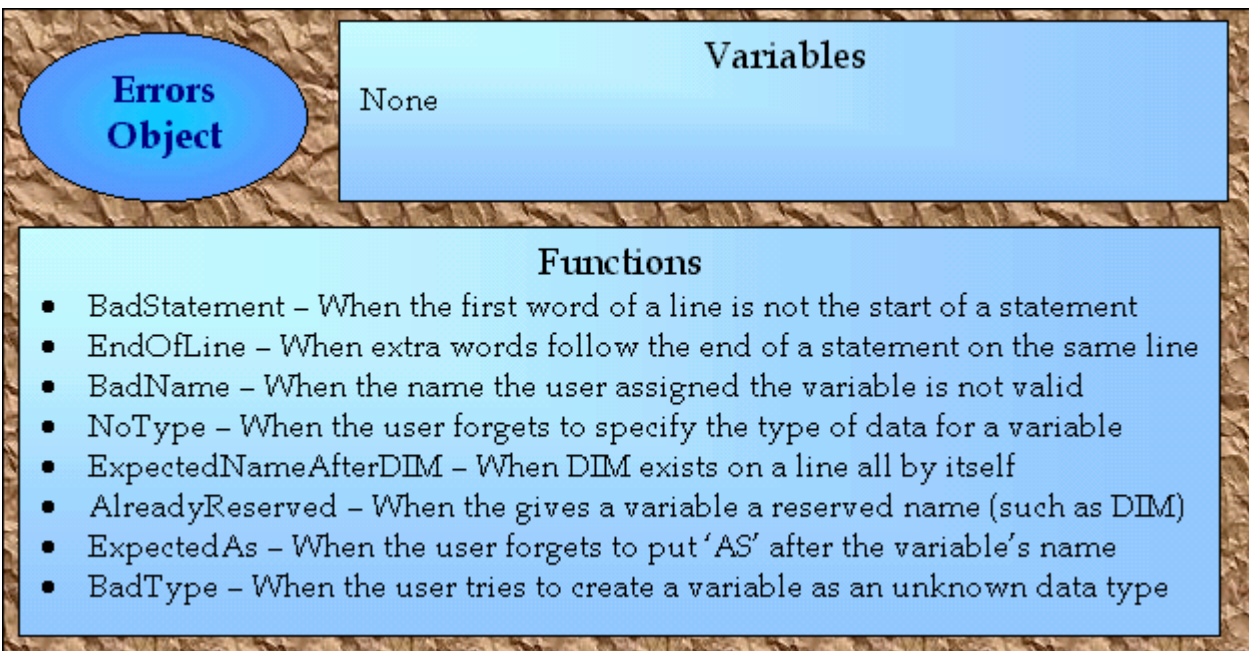 Errors
Object
Variables
None
Functions
• BadStatement – When the first word of a line is not the start of a statement
• EndOfLine – When extra words follow the end of a statement on the same line
• BadName – When the name the user assigned the variable is not valid
• NoType – When the user forgets to specify the type of data for a variable
• ExpectedNameAfterDIM – When DIM exists on a line all by itself
• AlreadyReserved – When the gives a variable a reserved name (such as DIM)
• ExpectedAs – When the user forgets to put ‘AS’ after the variable’s name
• BadType – When the user tries to create a variable as an unknown data type